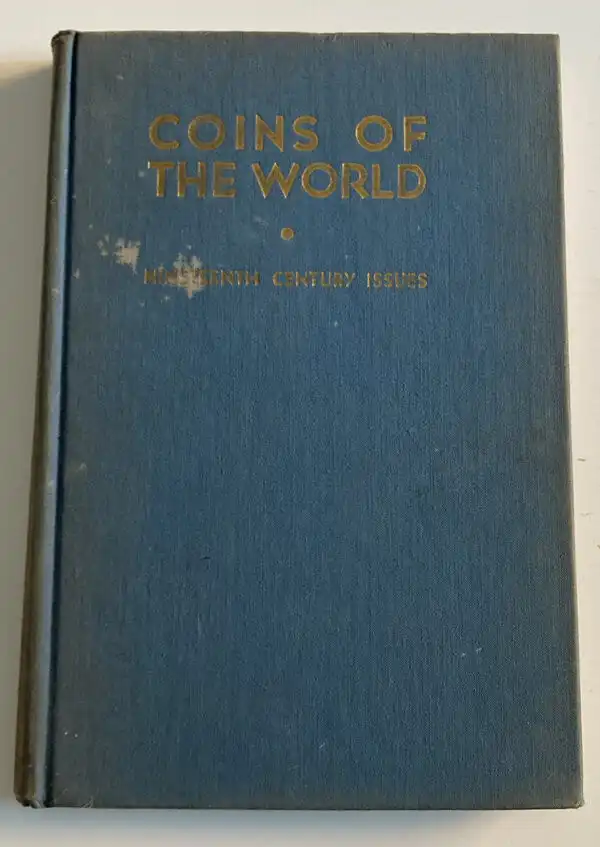 COINS OF
THE WORLD
NINETEENTH CENTURY ISSUES